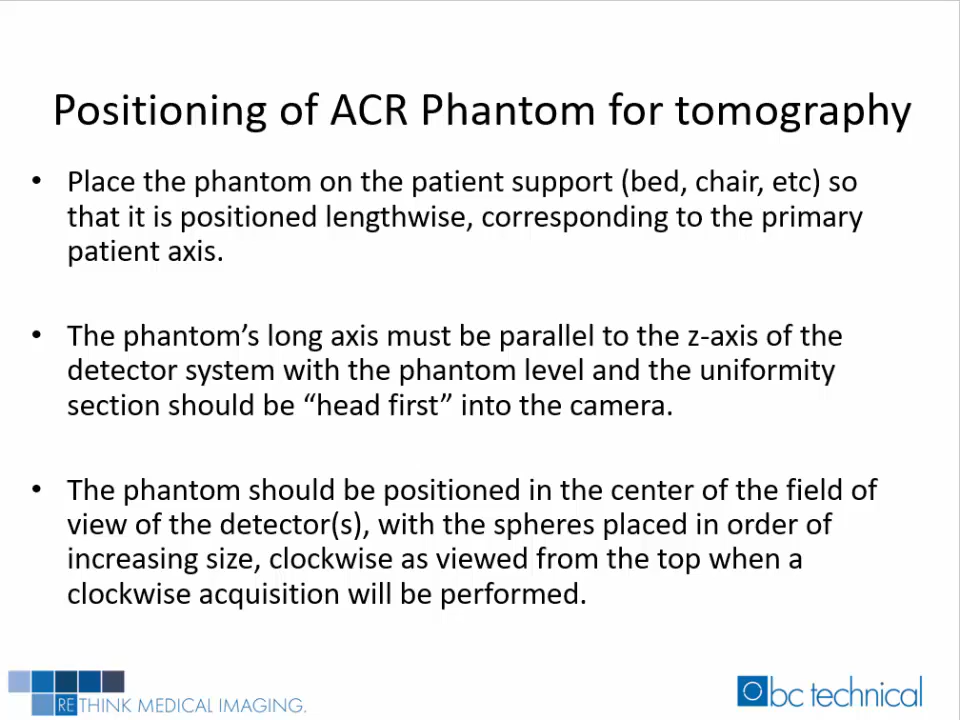 Positioning of ACR Phantom for tomography
• Place the phantom on the patient support (bed, chair, etc) so
that it is positioned lengthwise, corresponding to the primary
patient axis.
• The phantom’s long axis must be parallel to the z-axis of the
detector system with the phantom level and the uniformity
section should be “head first” into the camera.
• The phantom should be positioned in the center of the field of
view of the detector(s), with the spheres placed in order of
increasing size, clockwise as viewed from the top when a
clockwise acquisition will be performed.
RETHINK MEDICAL IMAGING.
bc technical